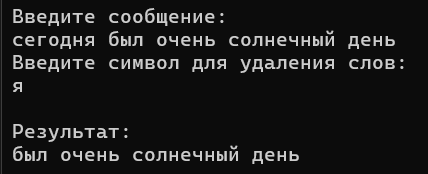 Введите сообщение:
сегодня был очень солнечный день
Введите символ для удаления слов:
я
Результат:
был очень солнечный день